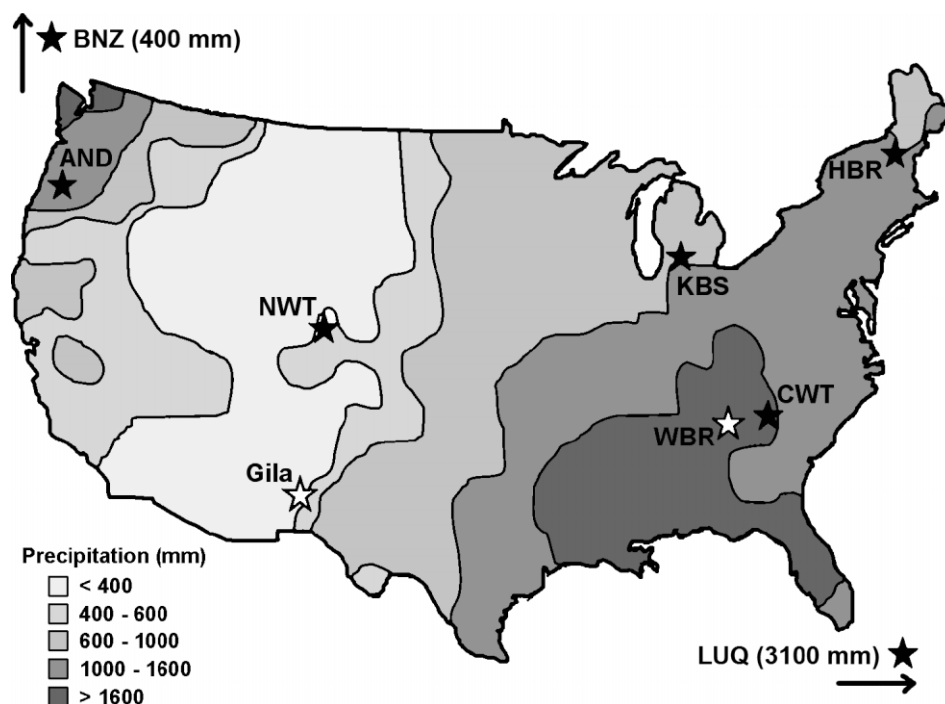 BNZ (400 mm)
AND
HBR
KBS
NWT
CWT
WBR
Gila
Precipitation (mm)
< 400
400 - 600
600 - 1000
1000 - 1600
> 1600
LUQ (3100 mm)